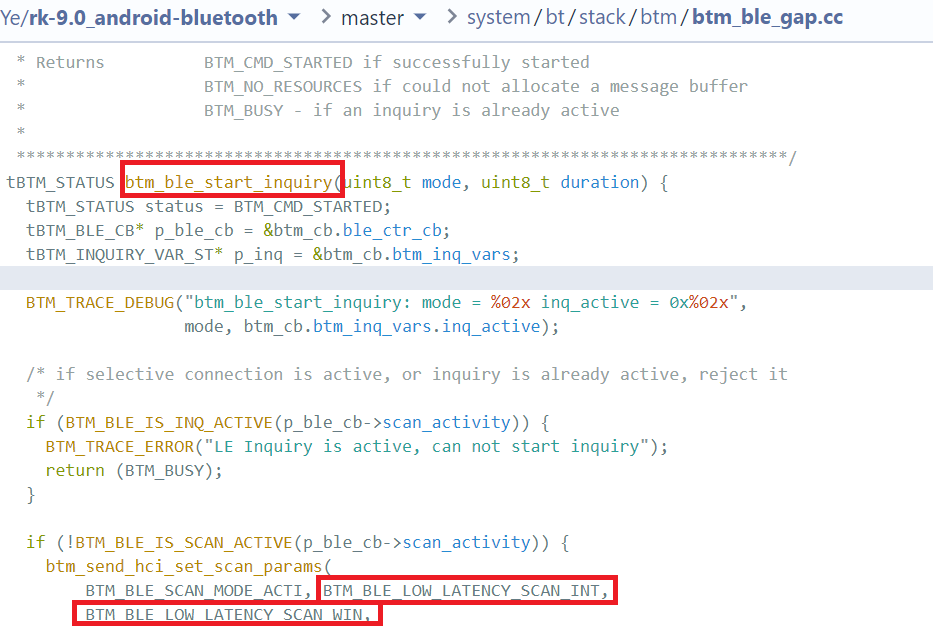 Ye/rk-9.0_android-bluetooth > master > system/bt/stack/btm/btm_ble_gap.cc
* Returns BTM_CMD_STARTED if successfully started
* BTM_NO_RESOURCES if could not allocate a message buffer
* BTM_BUSY - if an inquiry is already active
*
******************************************************************************/
tBTM_STATUS btm_ble_start_inquiry(uint8_t mode, uint8_t duration) {
tBTM_STATUS status = BTM_CMD_STARTED;
tBTM_BLE_CB* p_ble_cb = &btm_cb.ble_ctr_cb;
tBTM_INQUIRY_VAR_ST* p_inq = &btm_cb.btm_inq_vars;
BTM_TRACE_DEBUG("btm_ble_start_inquiry: mode = %02x inq_active = 0x%02x",
mode, btm_cb.btm_inq_vars.inq_active);
/* if selective connection is active, or inquiry is already active, reject it
*/
if (BTM_BLE_IS_INQ_ACTIVE(p_ble_cb->scan_activity)) {
BTM_TRACE_ERROR("LE Inquiry is active, can not start inquiry");
return (BTM_BUSY);
}
if (!BTM_BLE_IS_SCAN_ACTIVE(p_ble_cb->scan_activity)) {
btm_send_hci_set_scan_params(
BTM_BLE_SCAN_MODE_ACTI, BTM_BLE_LOW_LATENCY_SCAN_INT,
BTM_BLE_LOW_LATENCY_SCAN_WIN,